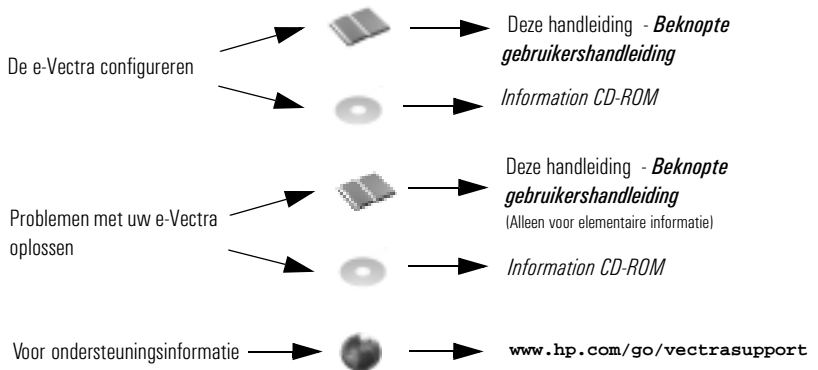 De e-Vectra configureren
Deze handleiding - Beknopte
gebruikershandleiding
Information CD-ROM
Problemen met uw e-Vectra
oplossen
Deze handleiding - Beknopte
gebruikershandleiding
(Alleen voor elementaire informatie)
Information CD-ROM
Voor ondersteuningsinformatie
www.hp.com/go/vectrasupport